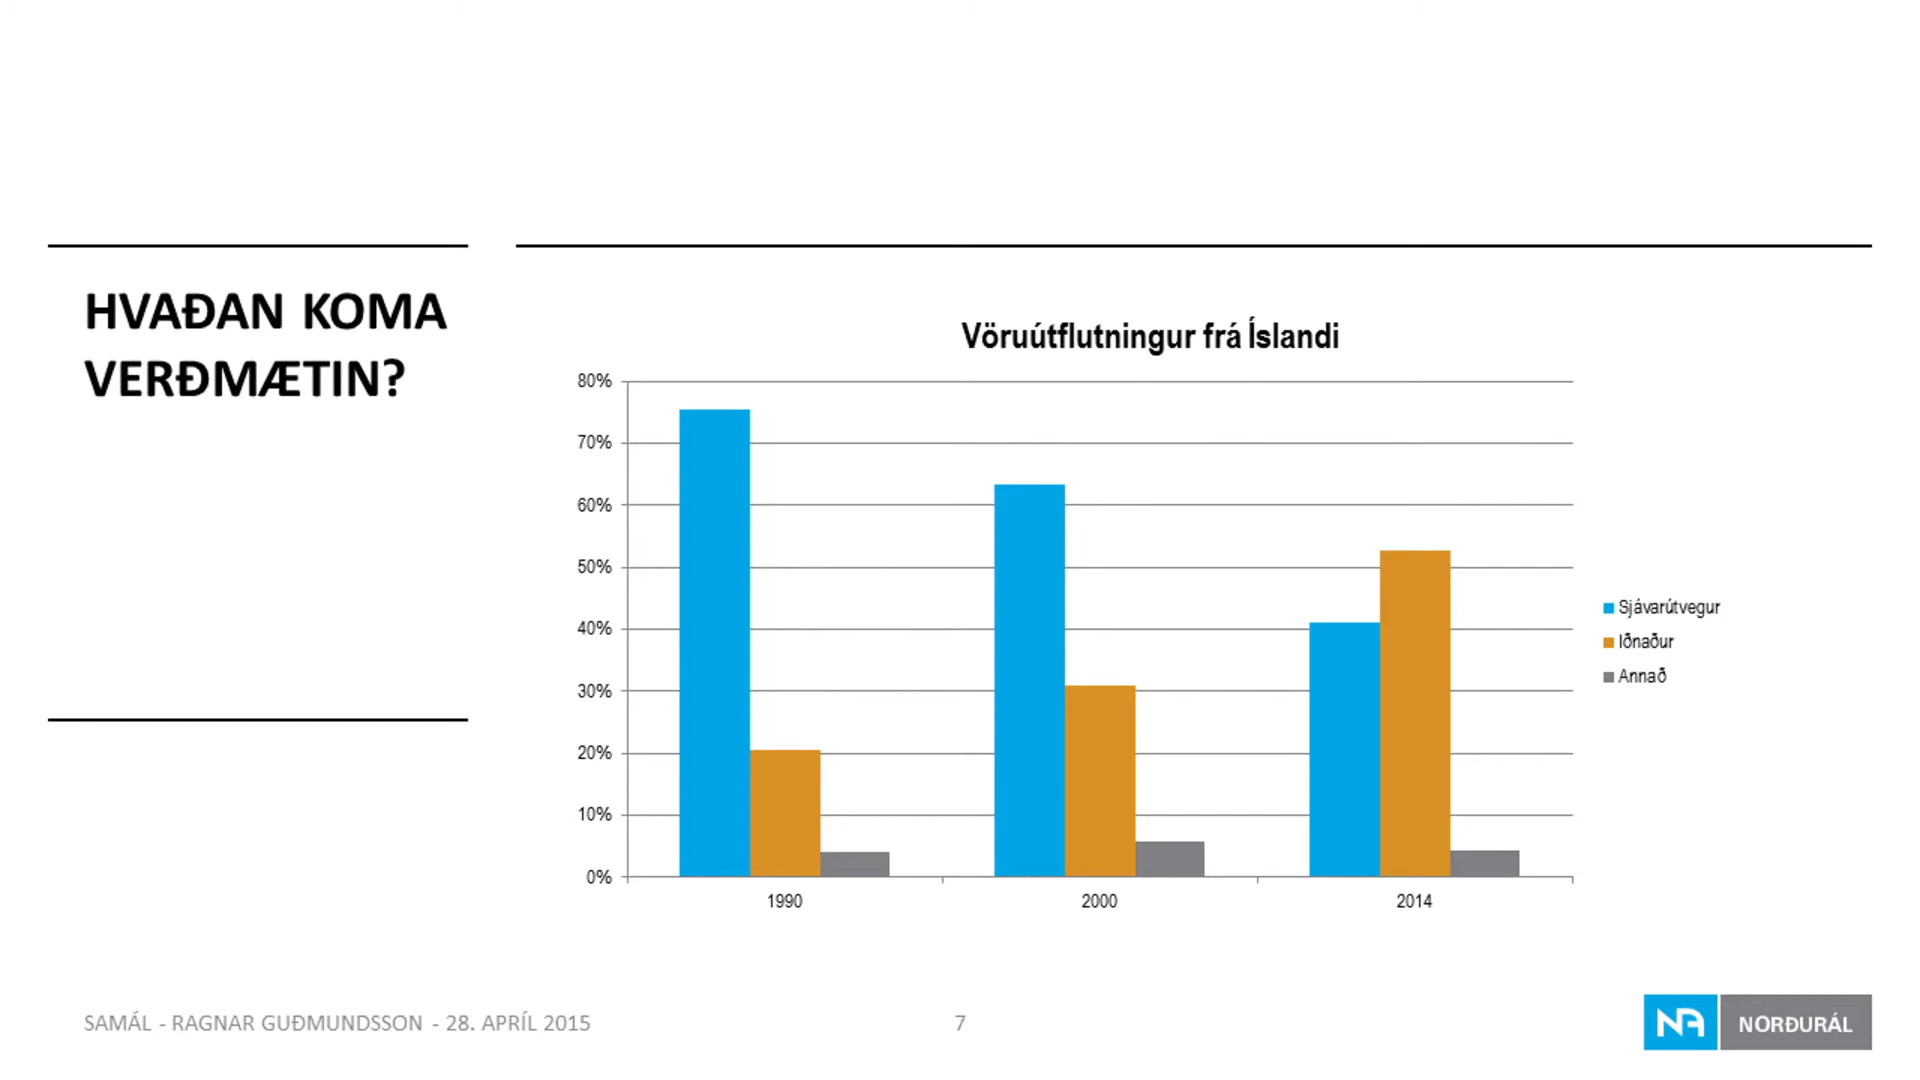 HVAÐAN KOMA
VERÐMÆTIN?
Vöruútflutningur frá Íslandi
80%
70%
60%
50%
40%
30%
20%
10%
0%
1990
2000
2014
Sjávarútvegur
Iðnaður
Annað
SAMÁL - RAGNAR GUÐMUNDSSON - 28. APRÍL 2015
7
NA NORÐURÁL